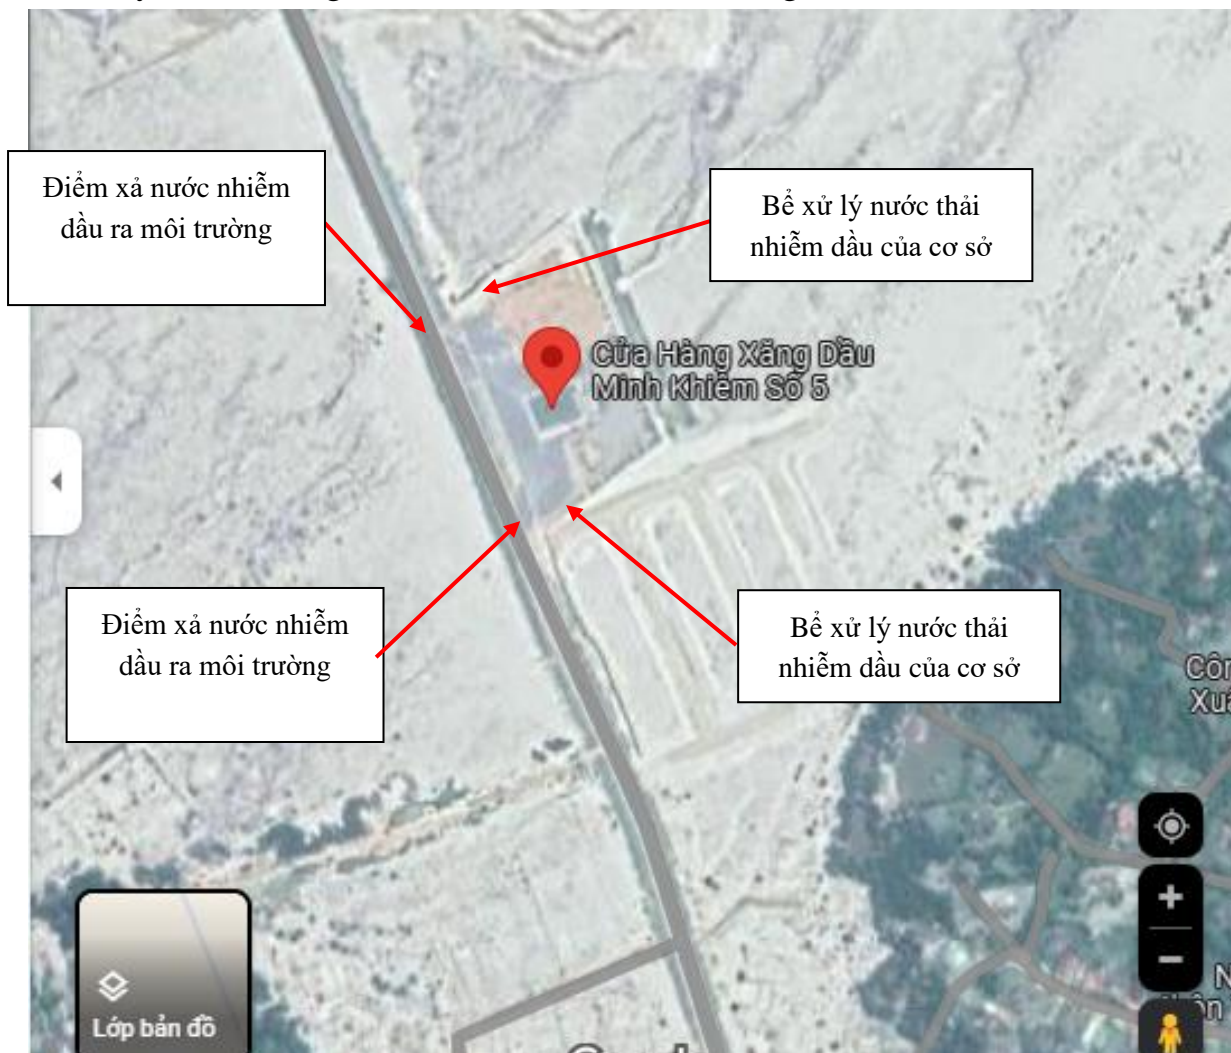 Điểm xả nước nhiễm
dầu ra môi trường
Bể xử lý nước thải
nhiễm dầu của cơ sở
Cửa Hàng Xăng Dầu
Minh Khiêm Số 5
Điểm xả nước nhiễm
dầu ra môi trường
Bể xử lý nước thải
nhiễm dầu của cơ sở
Lớp bản đồ